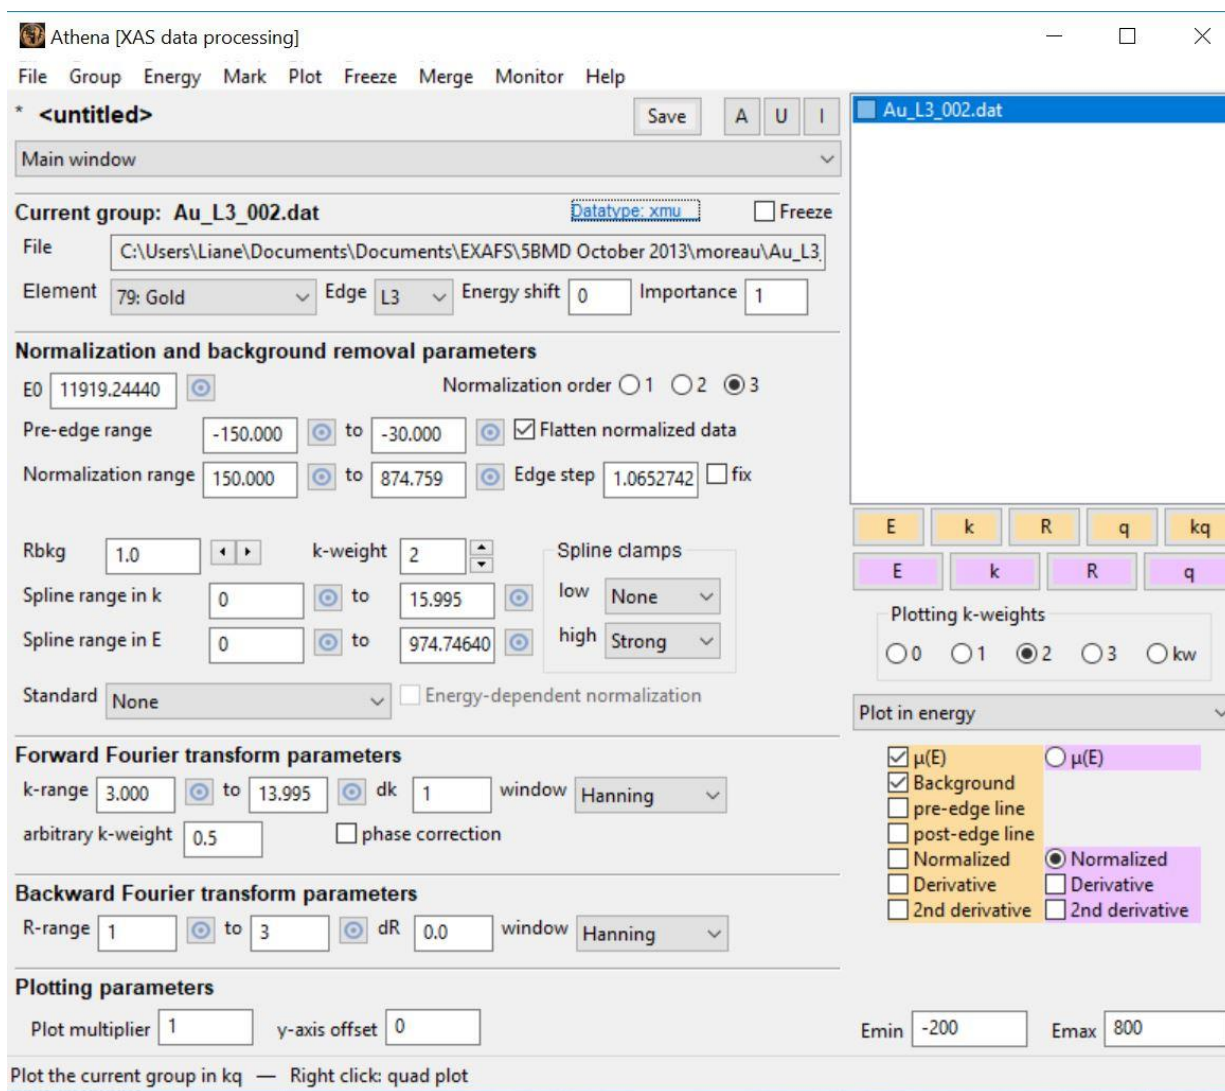 Athena [XAS data processing]
File Group Energy Mark Plot Freeze Merge Monitor Help
* <untitled> Save A U I
Main window
Current group: Au_L3_002.dat Datatype: xmu Freeze
File C:\Users\Liane\Documents\Documents\EXAFS\5BMD October 2013\moreau\Au_L3_
Element 79: Gold Edge L3 Energy shift 0 Importance 1
Normalization and background removal parameters
E0 11919.24440 Normalization order 1 2 3
Pre-edge range -150.000 to -30.000 Flatten normalized data
Normalization range 150.000 to 874.759 Edge step 1.0652742 fix
Rbkg 1.0 k-weight 2 Spline clamps
Spline range in k 0 to 15.995 low None
Spline range in E 0 to 974.74640 high Strong
Standard None Energy-dependent normalization
Forward Fourier transform parameters
k-range 3.000 to 13.995 dk 1 window Hanning
arbitrary k-weight 0.5 phase correction
Backward Fourier transform parameters
R-range 1 to 3 dR 0.0 window Hanning
Plotting parameters
Plot multiplier 1 y-axis offset 0
Au_L3_002.dat
E k R q kq
E k R q
Plotting k-weights
0 1 2 3 kw
Plot in energy
μ(E) μ(E)
Background
pre-edge line
post-edge line
Normalized Normalized
Derivative Derivative
2nd derivative 2nd derivative
Emin -200 Emax 800
Plot the current group in kq — Right click: quad plot